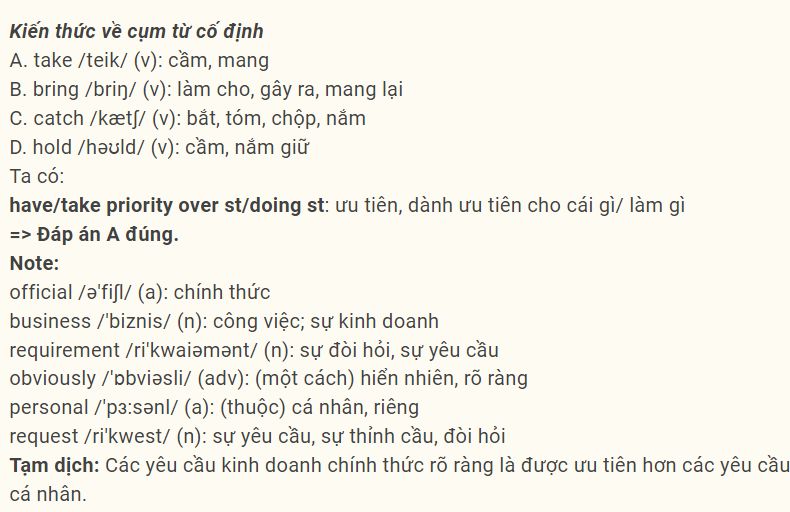 Kiến thức về cụm từ cố định
A. take /teik/ (v): cầm, mang
B. bring /briŋ/ (v): làm cho, gây ra, mang lại
C. catch /kætʃ/ (v): bắt, tóm, chộp, nắm
D. hold /həʊld/ (v): cầm, nắm giữ
Ta có:
have/take priority over st/doing st: ưu tiên, dành ưu tiên cho cái gì/ làm gì
=> Đáp án A đúng.
Note:
official /ə'fiʃl/ (a): chính thức
business /'biznis/ (n): công việc; sự kinh doanh
requirement /ri'kwaiəmənt/ (n): sự đòi hỏi, sự yêu cầu
obviously /'ɒbviəsli/ (adv): (một cách) hiển nhiên, rõ ràng
personal /'pɜ:sənl/ (a): (thuộc) cá nhân, riêng
request /ri'kwest/ (n): sự yêu cầu, sự thỉnh cầu, đòi hỏi
Tạm dịch: Các yêu cầu kinh doanh chính thức rõ ràng là được ưu tiên hơn các yêu cầu
cá nhân.